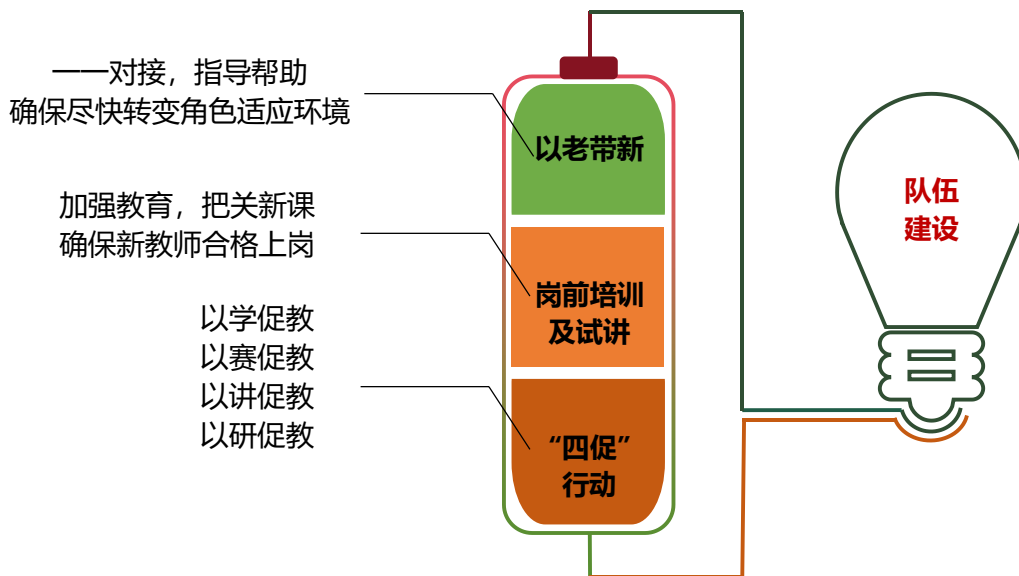 一一对接，指导帮助
确保尽快转变角色适应环境
以老带新
加强教育，把关新课
确保新教师合格上岗
岗前培训
及试讲
以学促教
以赛促教
以讲促教
以研促教
“四促”
行动
队伍
建设